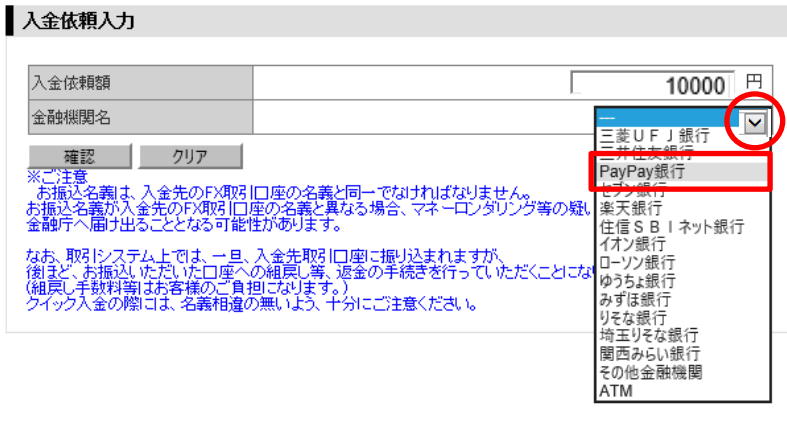 入金依頼入力
入金依頼額
10000 円
金融機関名
---
三菱UFJ銀行
三井住友銀行
PayPay銀行
セブン銀行
楽天銀行
住信SBIネット銀行
イオン銀行
ローソン銀行
ゆうちょ銀行
みずほ銀行
りそな銀行
埼玉りそな銀行
関西みらい銀行
その他金融機関
ATM
確認 クリア
※ご注意
お振込名義は、入金先のFX取引口座の名義と同一でなければなりません。
お振込名義が入金先のFX取引口座の名義と異なる場合、マネーロンダリング等の疑い
金融庁へ届け出ることとなる可能性があります。
なお、取引システム上では、一旦、入金先取引口座に振り込まれますが、
後ほど、お振込いただいた口座への組戻し等、返金の手続きを行っていただくことにな
(組戻し手数料等はお客様のご負担になります。)
クイック入金の際には、名義相違の無いよう、十分にご注意ください。